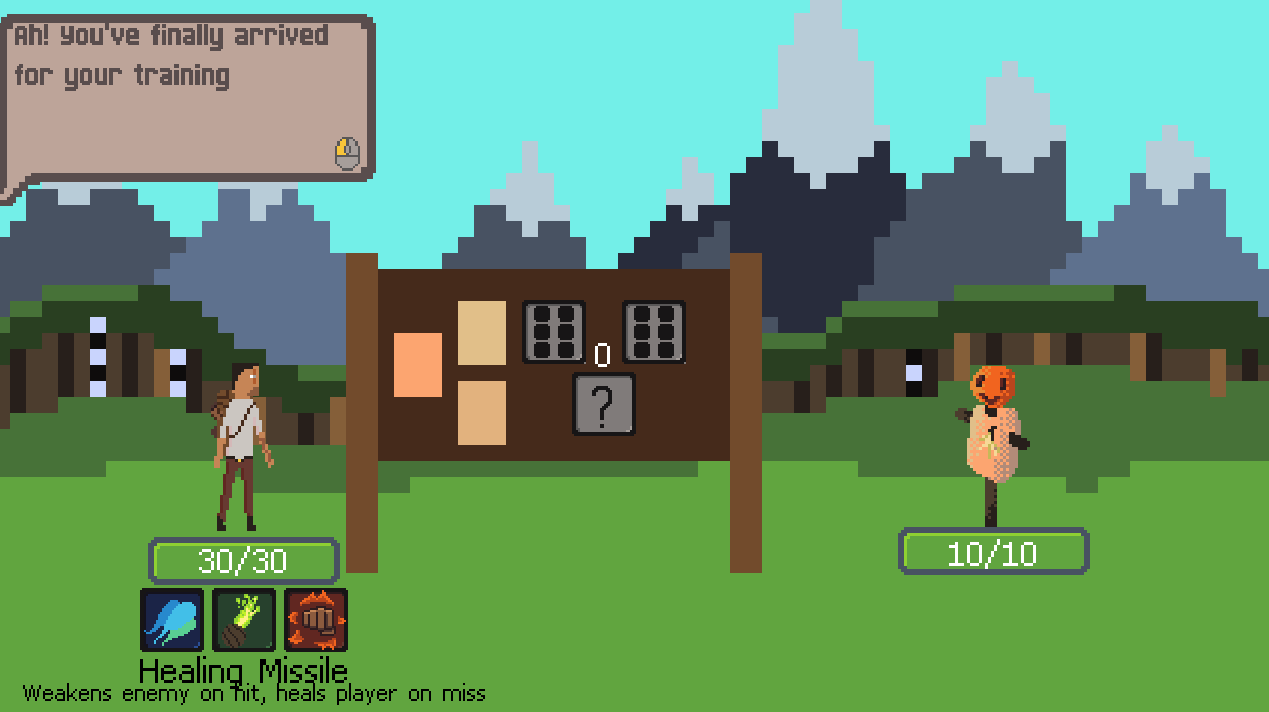 Ah! You've finally arrived
for your training
0
?
30/30
10/10
Healing Missile
Weakens enemy on hit, heals player on miss